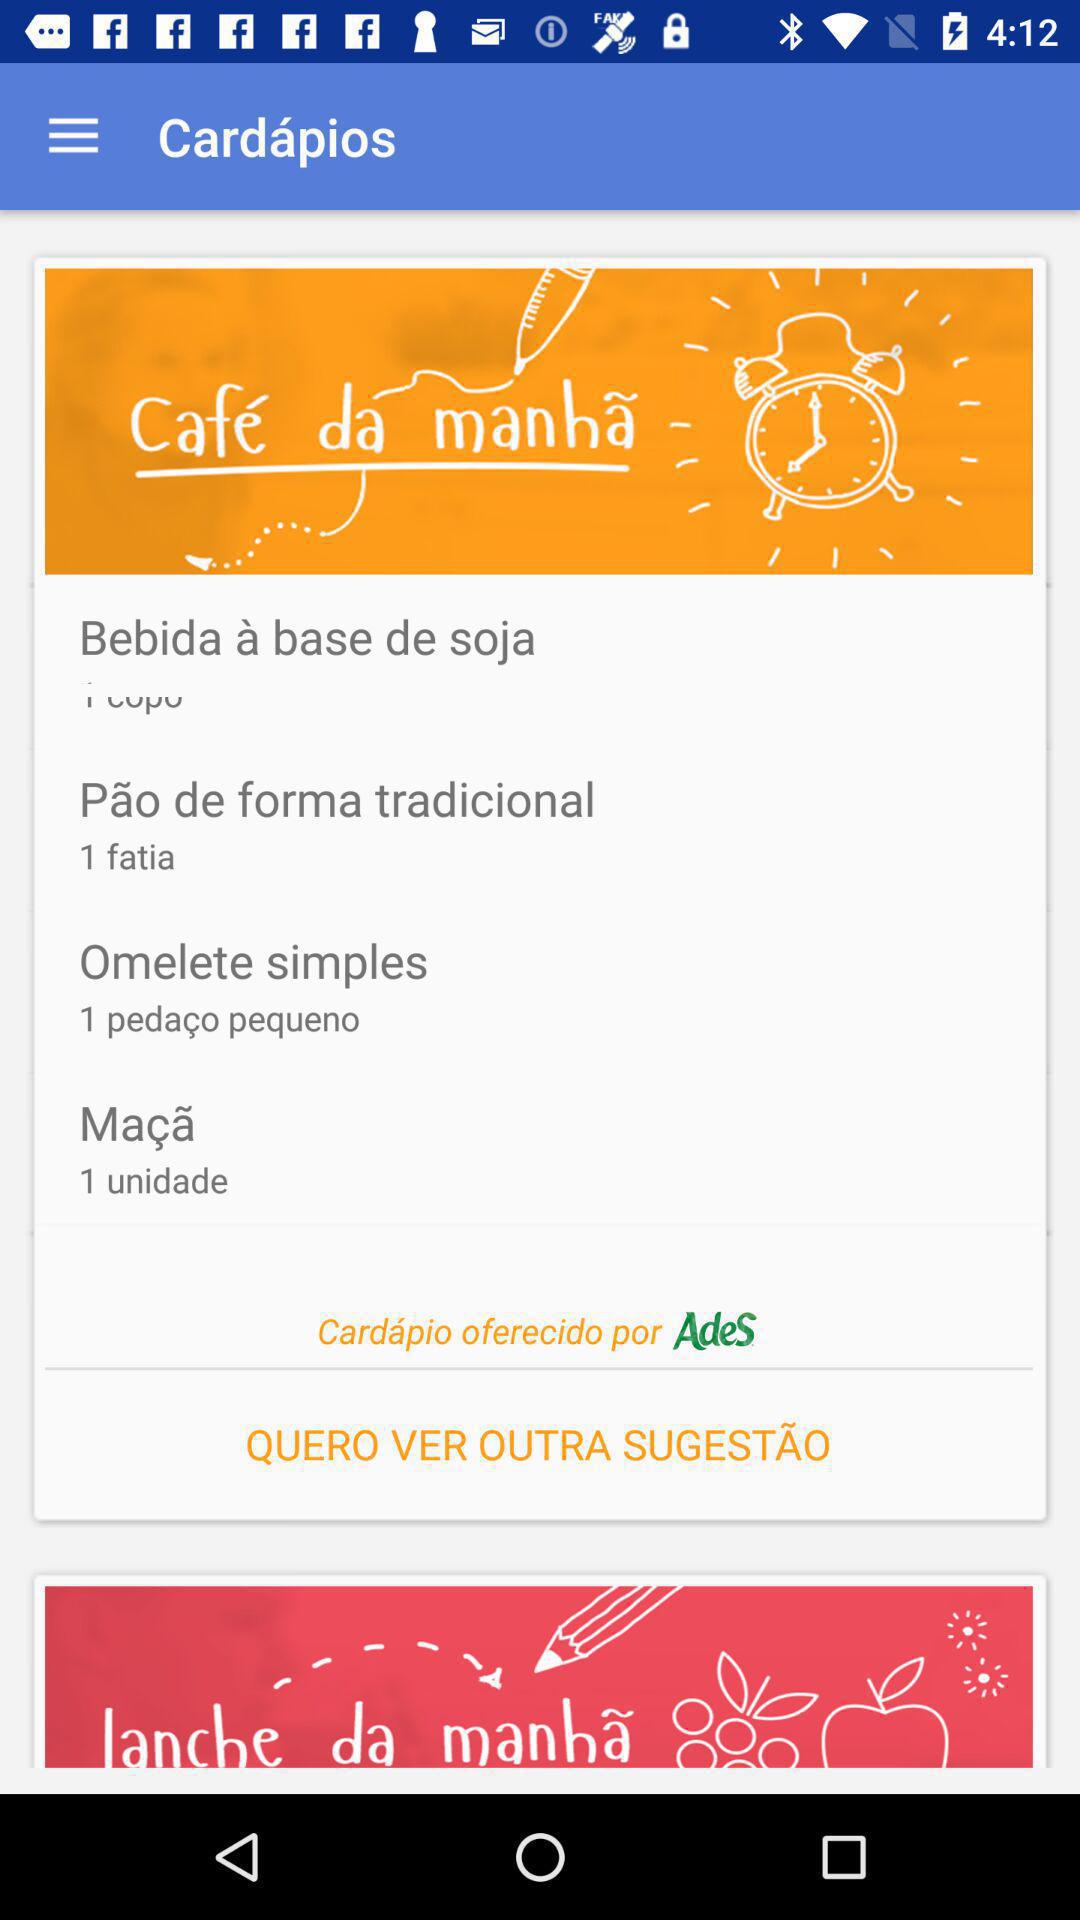 FAKE
4:12
Cardápios
Café da manhã
Bebida à base de soja
1 copo
Pão de forma tradicional
1 fatia
Omelete simples
1 pedaço pequeno
Maçã
1 unidade
Cardápio oferecido por AdeS
QUERO VER OUTRA SUGESTÃO
lanche da manhã